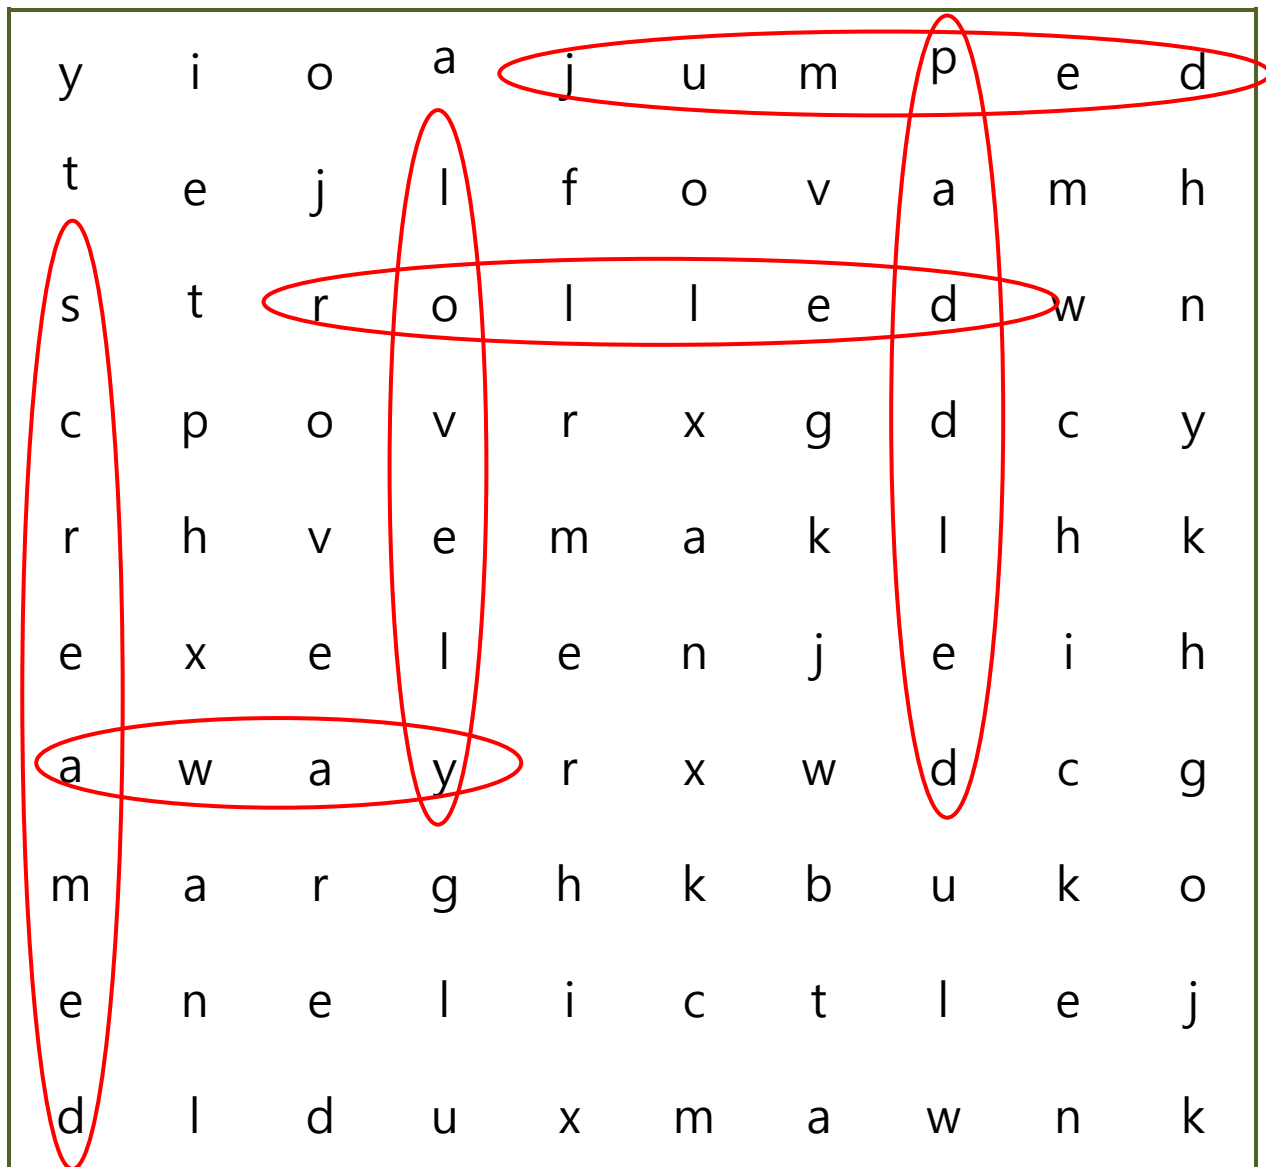 y i o a j u m p e d
t e j l f o v a m h
s t r o l l e d w n
c p o v r x g d c y
r h v e m a k l h k
e x e l e n j e i h
a w a y r x w d c g
m a r g h k b u k o
e n e l i c t l e j
d l d u x m a w n k